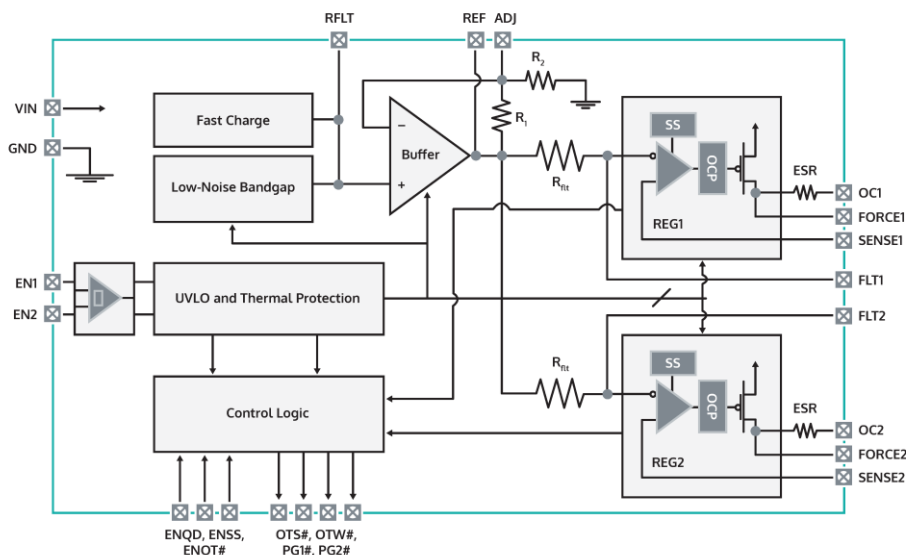 RFLT
REF
ADJ
R2
VIN
Fast Charge
R1
SS
GND
Buffer
OCP
Low-Noise Bandgap
Rflt
ESR
OC1
REG1
FORCE1
SENSE1
EN1
FLT1
UVLO and Thermal Protection
EN2
FLT2
Rflt
SS
Control Logic
OCP
ESR
OC2
FORCE2
REG2
SENSE2
ENQD, ENSS,
ENOT#
OTS#, OTW#,
PG1#, PG2#